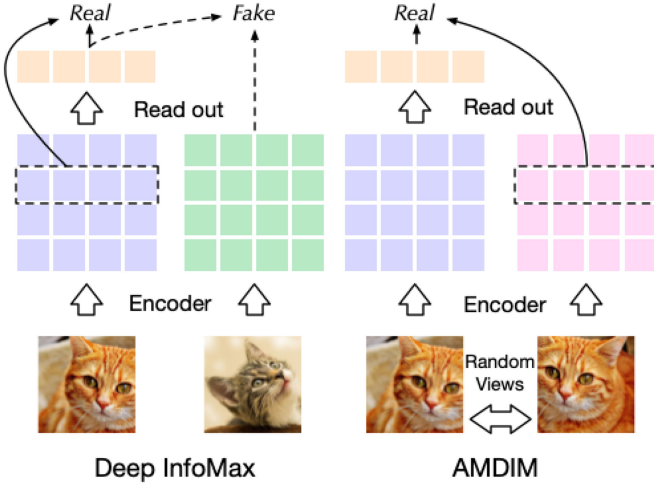 Real
Fake
Real
Read out
Read out
Encoder
Encoder
Random
Views
Deep InfoMax
AMDIM